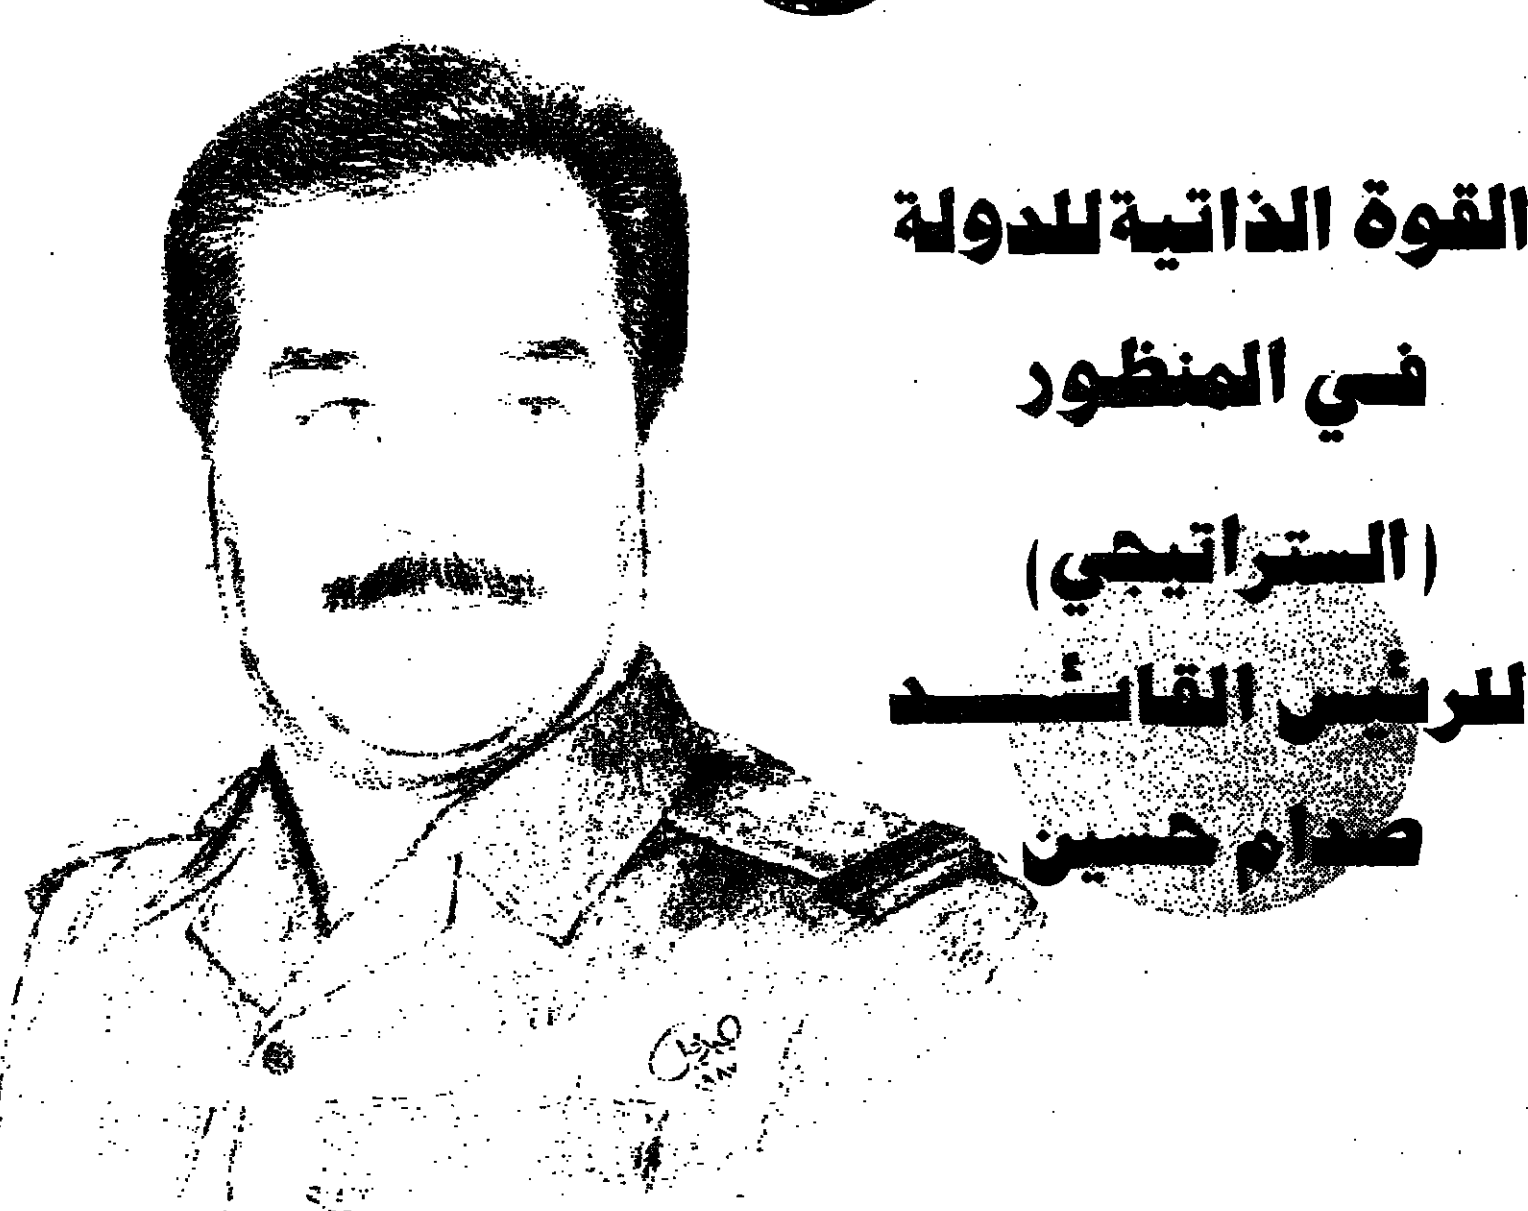 القوة الذاتية للدولة
في المنظور
(الستراتيجي)
للرئيس القائد
صدام حسين